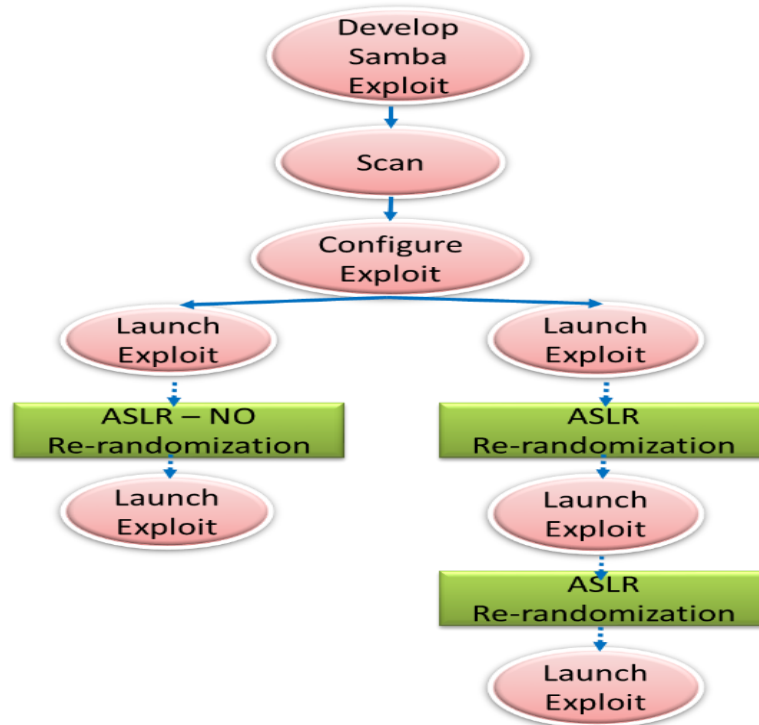 Develop
Samba
Exploit
Scan
Configure
Exploit
Launch
Exploit
ASLR – NO
Re-randomization
Launch
Exploit
Launch
Exploit
ASLR
Re-randomization
Launch
Exploit
ASLR
Re-randomization
Launch
Exploit